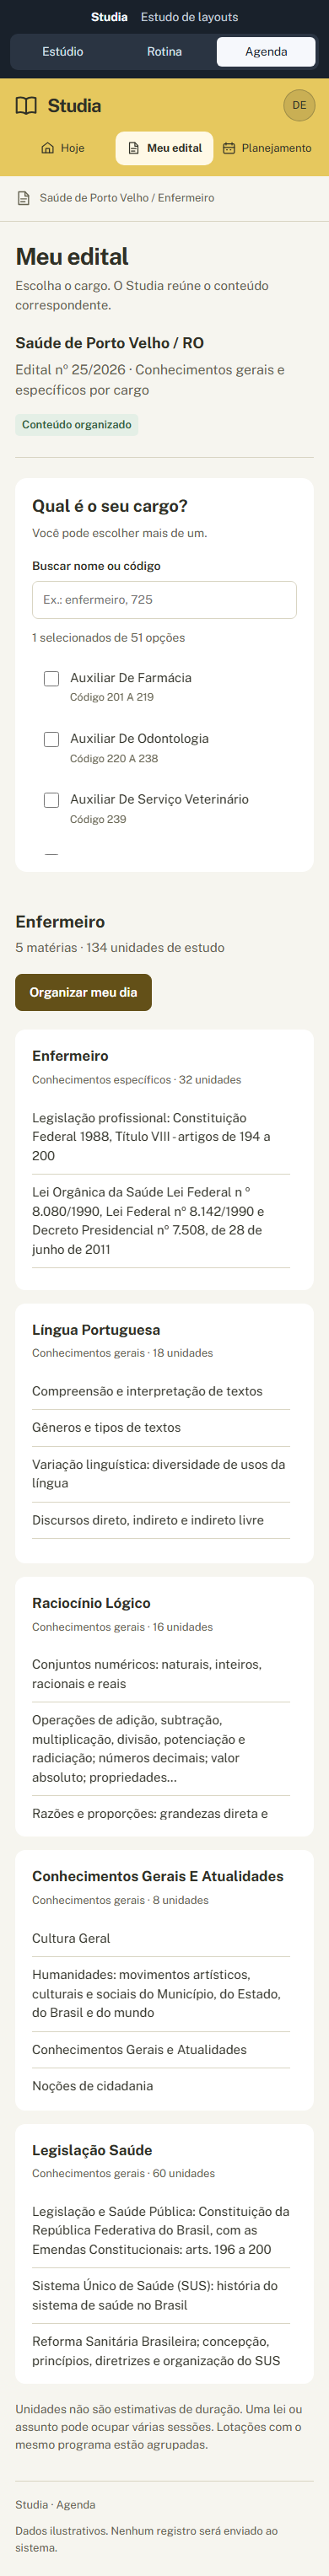 Studia Estudo de layouts
Estúdio Rotina Agenda
Studia DE
Hoje Meu edital Planejamento
Saúde de Porto Velho / Enfermeiro
Meu edital
Escolha o cargo. O Studia reúne o conteúdo
correspondente.
Saúde de Porto Velho / RO
Edital nº 25/2026 · Conhecimentos gerais e
específicos por cargo
Conteúdo organizado
Qual é o seu cargo?
Você pode escolher mais de um.
Buscar nome ou código
Ex.: enfermeiro, 725
1 selecionados de 51 opções
Auxiliar De Farmácia
Código 201 A 219
Auxiliar De Odontologia
Código 220 A 238
Auxiliar De Serviço Veterinário
Código 239
Enfermeiro
5 matérias · 134 unidades de estudo
Organizar meu dia
Enfermeiro
Conhecimentos específicos · 32 unidades
Legislação profissional: Constituição
Federal 1988, Título VIII - artigos de 194 a
200
Lei Orgânica da Saúde Lei Federal n º
8.080/1990, Lei Federal nº 8.142/1990 e
Decreto Presidencial nº 7.508, de 28 de
junho de 2011
Língua Portuguesa
Conhecimentos gerais · 18 unidades
Compreensão e interpretação de textos
Gêneros e tipos de textos
Variação linguística: diversidade de usos da
língua
Discursos direto, indireto e indireto livre
Raciocínio Lógico
Conhecimentos gerais · 16 unidades
Conjuntos numéricos: naturais, inteiros,
racionais e reais
Operações de adição, subtração,
multiplicação, divisão, potenciação e
radiciação; números decimais; valor
absoluto; propriedades...
Razões e proporções: grandezas direta e
Conhecimentos Gerais E Atualidades
Conhecimentos gerais · 8 unidades
Cultura Geral
Humanidades: movimentos artísticos,
culturais e sociais do Município, do Estado,
do Brasil e do mundo
Conhecimentos Gerais e Atualidades
Noções de cidadania
Legislação Saúde
Conhecimentos gerais · 60 unidades
Legislação e Saúde Pública: Constituição da
República Federativa do Brasil, com as
Emendas Constitucionais: arts. 196 a 200
Sistema Único de Saúde (SUS): história do
sistema de saúde no Brasil
Reforma Sanitária Brasileira; concepção,
princípios, diretrizes e organização do SUS
Unidades não são estimativas de duração. Uma lei ou
assunto pode ocupar várias sessões. Lotações com o
mesmo programa estão agrupadas.
Studia · Agenda
Dados ilustrativos. Nenhum registro será enviado ao
sistema.